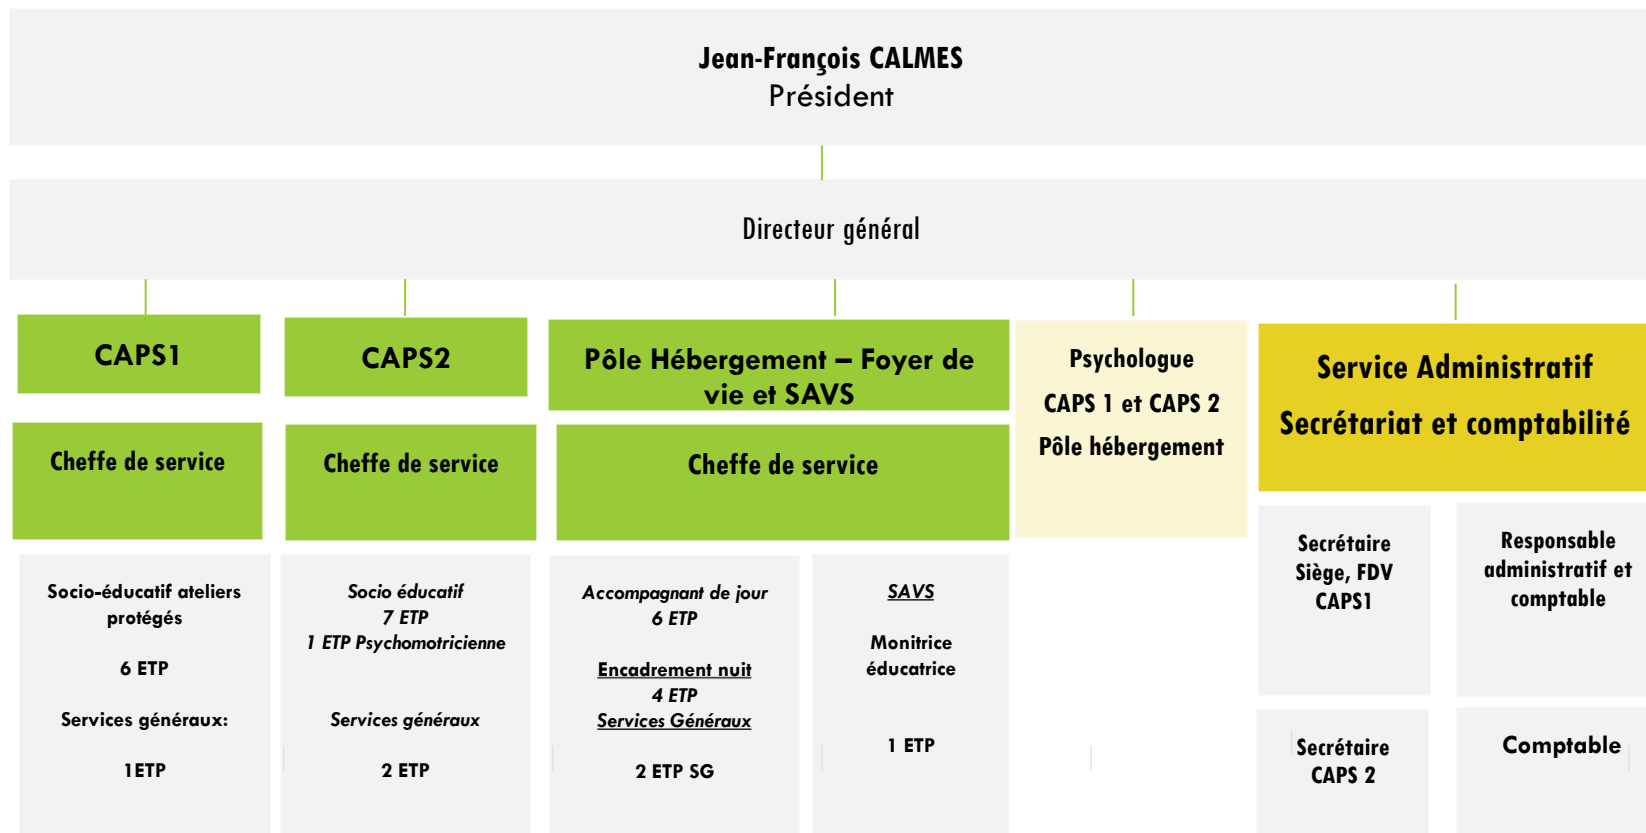 Jean-François CALMES
Président
Directeur général
CAPS1
Cheffe de service
Socio-éducatif ateliers
protégés
6 ETP
Services généraux:
1ETP
CAPS2
Cheffe de service
Socio éducatif
7 ETP
1 ETP Psychomotricienne
Services généraux
2 ETP
Pôle Hébergement – Foyer de
vie et SAVS
Cheffe de service
Accompagnant de jour
6 ETP
Encadrement nuit
4 ETP
Services Généraux
2 ETP SG
SAVS
Monitrice
éducatrice
1 ETP
Psychologue
CAPS 1 et CAPS 2
Pôle hébergement
Service Administratif
Secrétariat et comptabilité
Secrétaire
Siège, FDV
CAPS1
Responsable
administratif et
comptable
Secrétaire
CAPS 2
Comptable